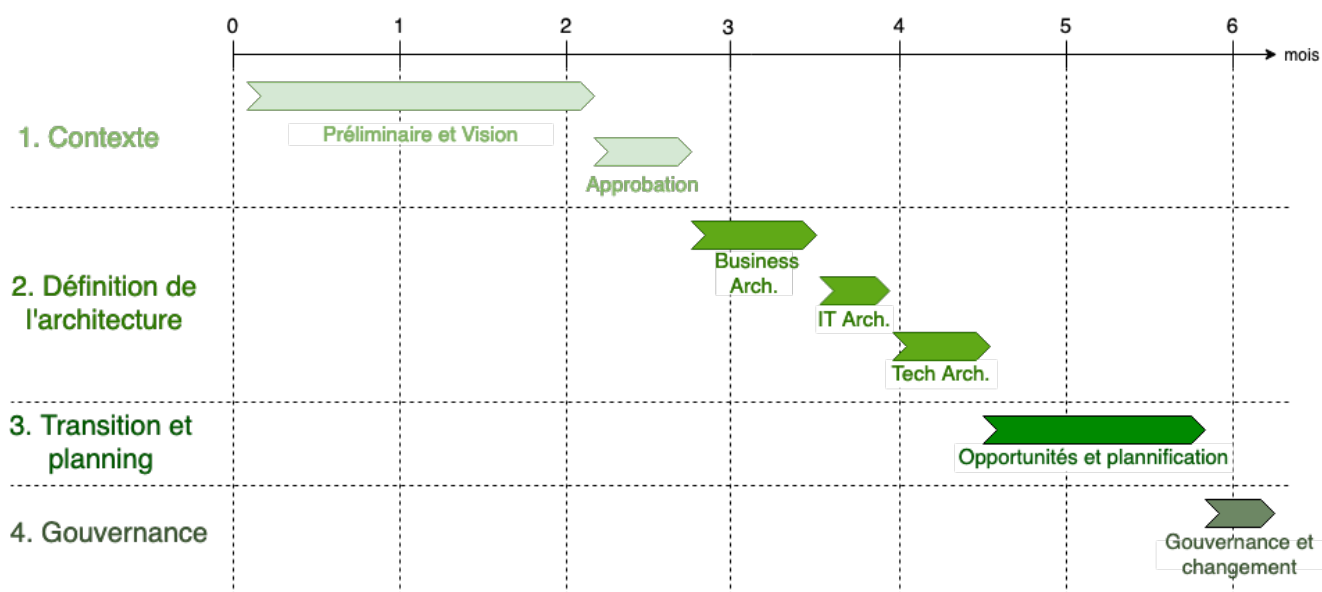 0 1 2 3 4 5 6
mois
1. Contexte
Préliminaire et Vision
Approbation
2. Définition de
l'architecture
Business
Arch.
IT Arch.
Tech Arch.
3. Transition et
planning
Opportunités et plannification
4. Gouvernance
Gouvernance et
changement